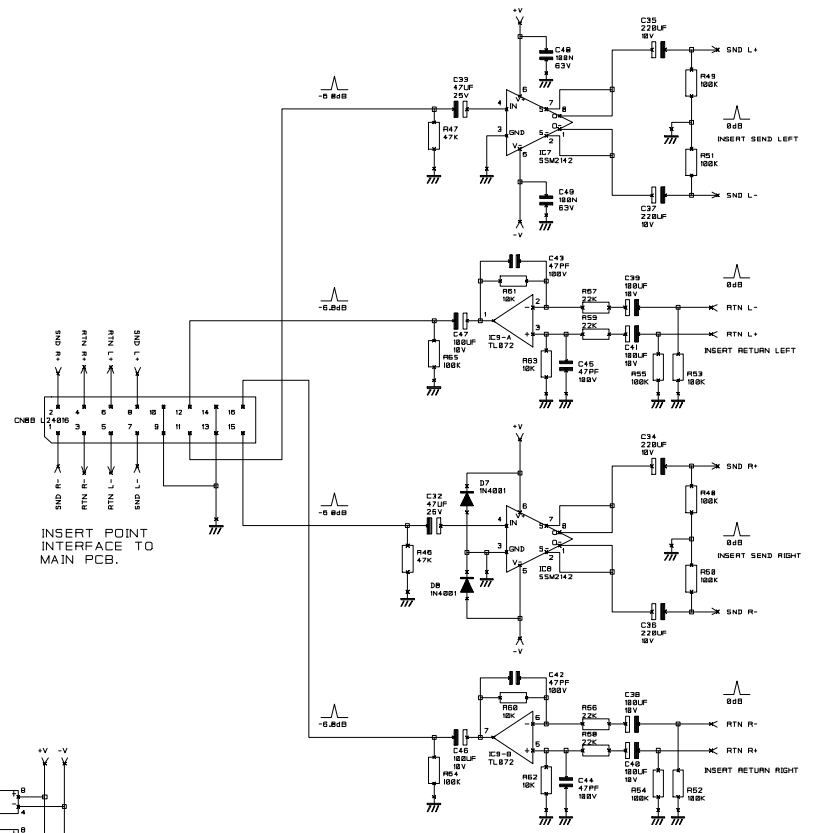 +V
C35
220UF
10V
SND L+
C48
100N
63V
C33
47UF
25V
-6.0dB
R49
100K
R47
47K
IN
V+
GND
V-
4
3
6
5
7
8
1
2
IC7
SSM2142
0dB
INSERT SEND LEFT
R51
100K
C49
100N
63V
C37
220UF
10V
SND L-
-V
C43
47PF
100V
R61
10K
-6.0dB
R57
22K
C39
100UF
10V
0dB
RTN L-
R59
22K
RTN L+
C47
100UF
10V
1
2
3
IC9-A
TL072
C41
100UF
10V
INSERT RETURN LEFT
R65
100K
R63
10K
C45
47PF
100V
R55
100K
R53
100K
SND R+
RTN R+
RTN L+
SND L+
2 4 6 8 10 12 14 16
CN8B L24016
1 3 5 7 9 11 13 15
SND R-
RTN R-
RTN L-
SND L-
INSERT POINT
INTERFACE TO
MAIN PCB.
+V
C34
220UF
10V
SND R+
D7
1N4001
C32
47UF
25V
-6.0dB
R48
100K
R46
47K
IN
V+
GND
V-
4
3
6
5
7
8
1
2
IC8
SSM2142
0dB
INSERT SEND RIGHT
R50
100K
D8
1N4001
C36
220UF
10V
SND R-
-V
C42
47PF
100V
R60
10K
-6.0dB
R56
22K
C38
100UF
10V
0dB
RTN R-
R58
22K
RTN R+
C46
100UF
10V
7
6
5
IC9-B
TL072
C40
100UF
10V
INSERT RETURN RIGHT
R64
100K
R62
10K
C44
47PF
100V
R54
100K
R52
100K
+V -V
8
4
8